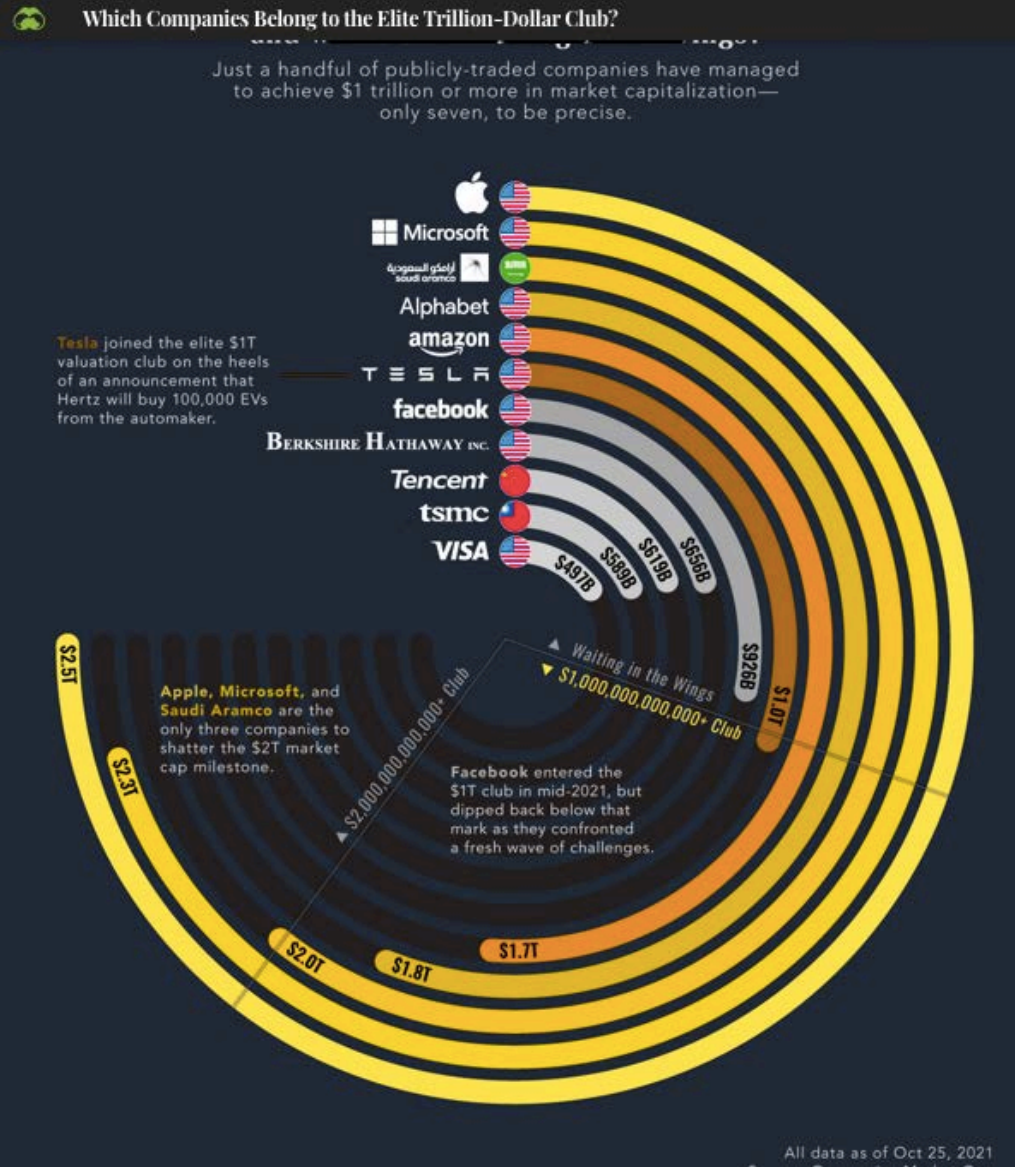 Which Companies Belong to the Elite Trillion-Dollar Club?
Just a handful of publicly-traded companies have managed
to achieve $1 trillion or more in market capitalization—
only seven, to be precise.
Microsoft
أرامكو السعودية
saudi aramco
Alphabet
amazon
TESLA
facebook
BERKSHIRE HATHAWAY INC.
Tencent
tsmc
VISA
Tesla joined the elite $1T
valuation club on the heels
of an announcement that
Hertz will buy 100,000 EVs
from the automaker.
$497B
$589B
$619B
$656B
$926B
$1.0T
$1.7T
$1.8T
$2.0T
$2.3T
$2.5T
▲ Waiting in the Wings
▼ $1,000,000,000,000+ Club
▲ $2,000,000,000,000+ Club
Apple, Microsoft, and
Saudi Aramco are the
only three companies to
shatter the $2T market
cap milestone.
Facebook entered the
$1T club in mid-2021, but
dipped back below that
mark as they confronted
a fresh wave of challenges.
All data as of Oct 25, 2021